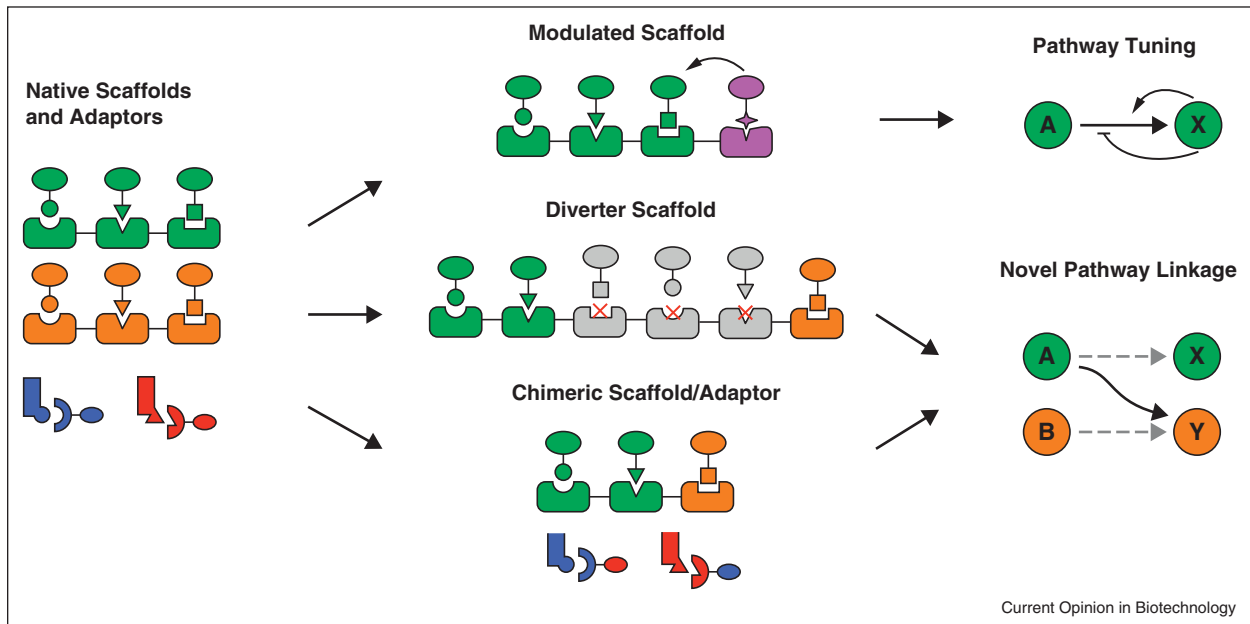 Native Scaffolds
and Adaptors
Modulated Scaffold
Diverter Scaffold
Chimeric Scaffold/Adaptor
Pathway Tuning
A
X
Novel Pathway Linkage
A
X
B
Y
Current Opinion in Biotechnology